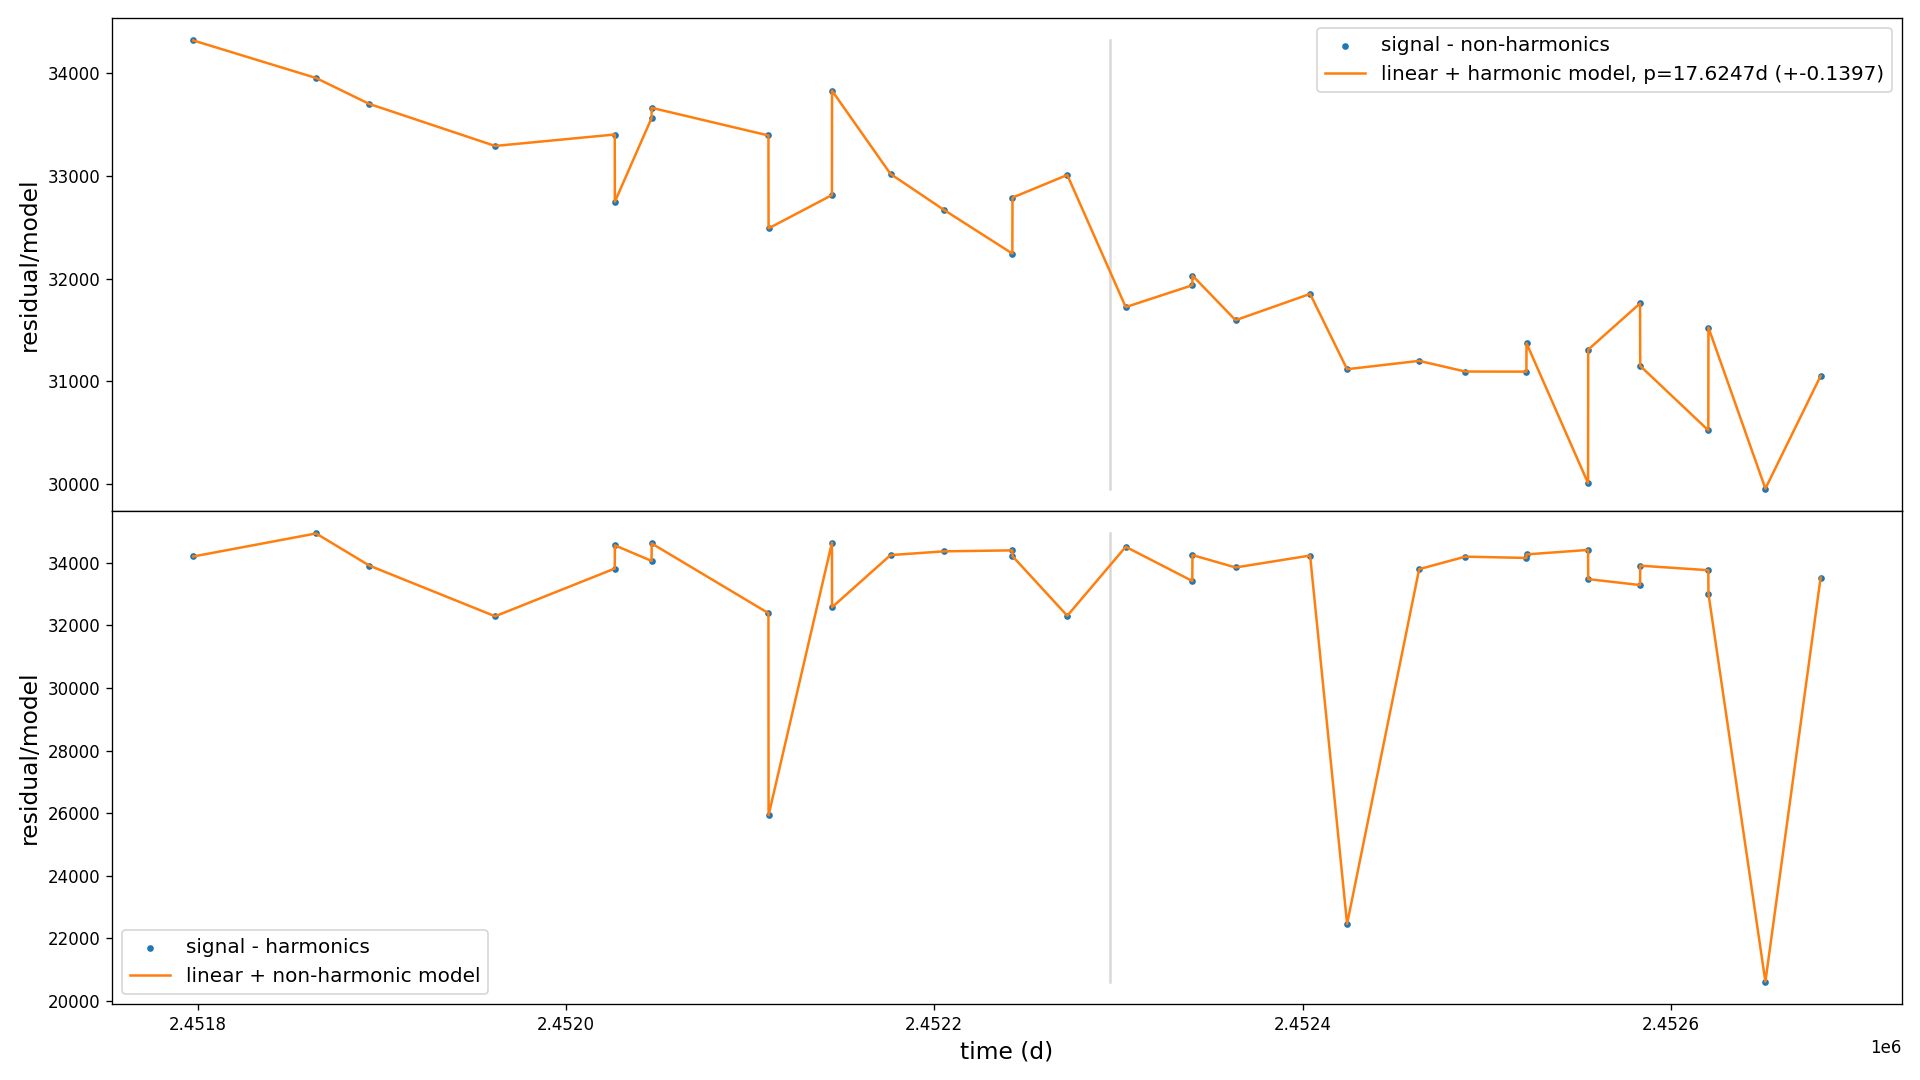 34000
33000
32000
31000
30000
residual/model
signal - non-harmonics
linear + harmonic model, p=17.6247d (+-0.1397)
34000
32000
30000
28000
26000
24000
22000
20000
residual/model
signal - harmonics
linear + non-harmonic model
2.4518 2.4520 2.4522 2.4524 2.4526
time (d)
1e6